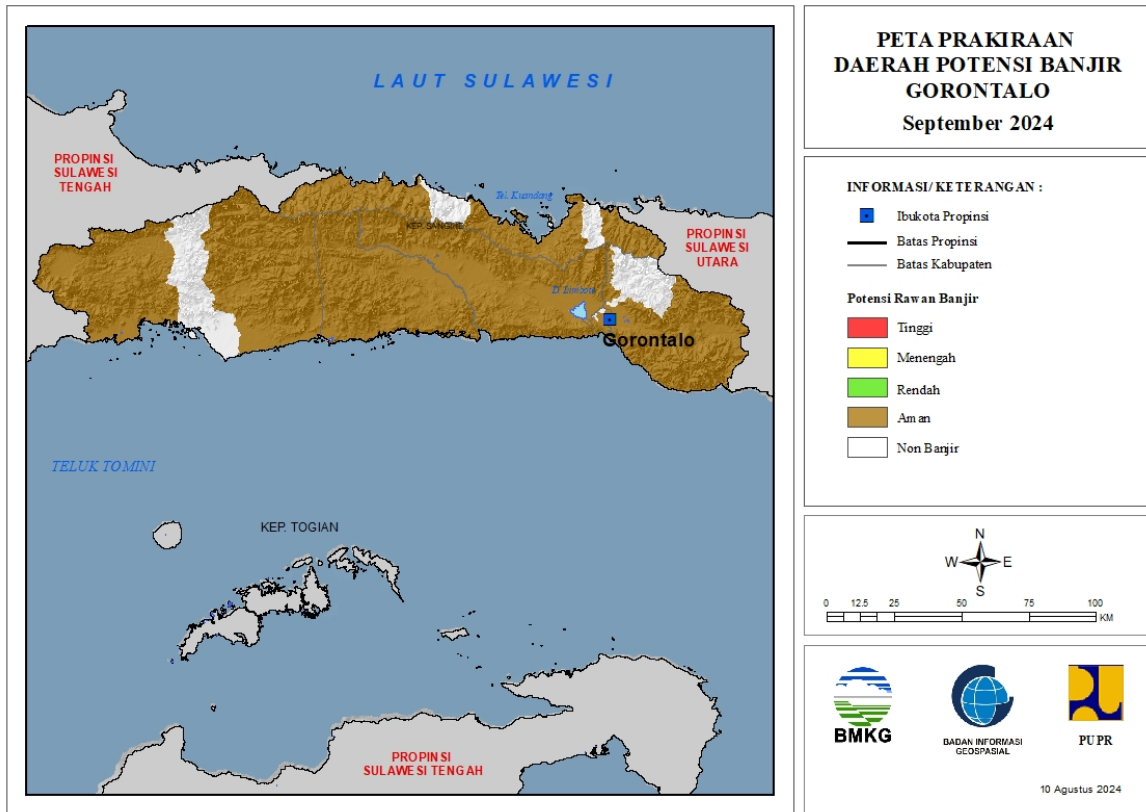 LAUT SULAWESI
PROPINSI
SULAWESI
TENGAH
Tel. Kuandang
KEP. SANGIHE
PROPINSI
SULAWESI
UTARA
D. Limboto
Gorontalo
TELUK TOMINI
KEP. TOGIAN
PROPINSI
SULAWESI TENGAH
PETA PRAKIRAAN
DAERAH POTENSI BANJIR
GORONTALO
September 2024
INFORMASI/ KETERANGAN :
Ibukota Propinsi
Batas Propinsi
Batas Kabupaten
Potensi Rawan Banjir
Tinggi
Menengah
Rendah
Aman
Non Banjir
N
W E
S
0 12.5 25 50 75 100
KM
BMKG
BADAN INFORMASI
GEOSPASIAL
PUPR
10 Agustus 2024